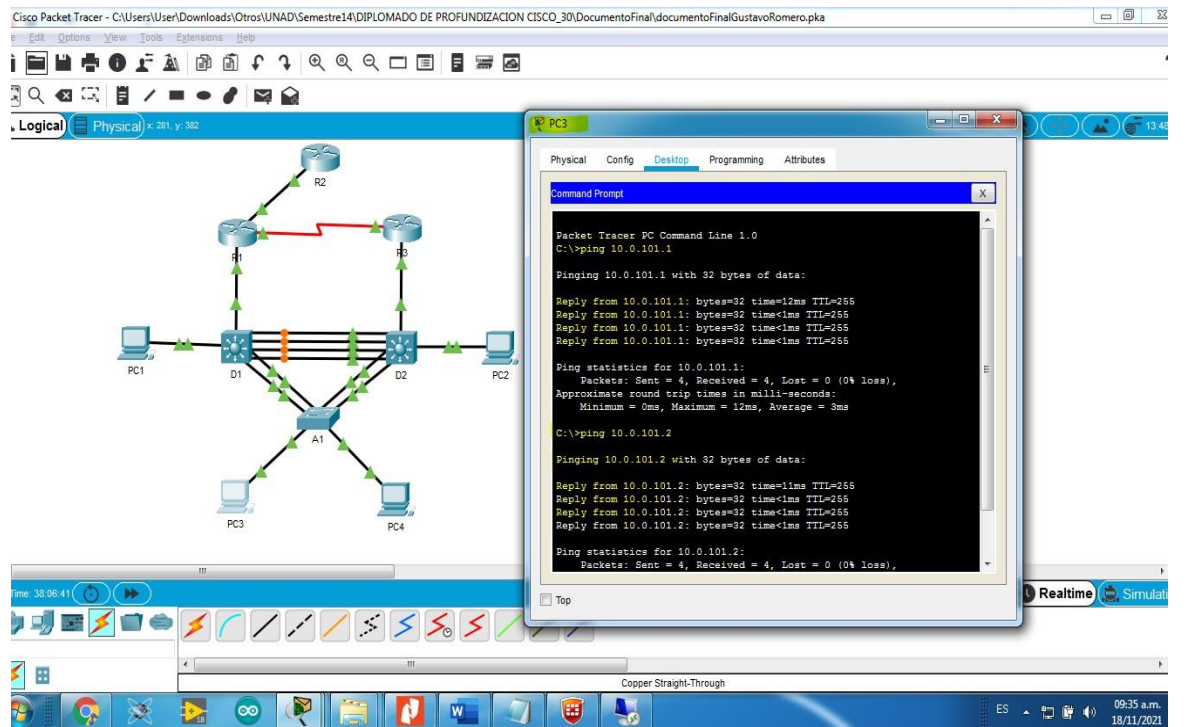 Cisco Packet Tracer - C:\Users\User\Downloads\Otros\UNAD\Semestre14\DIPLOMADO DE PROFUNDIZACION CISCO_30\DocumentoFinal\documentoFinalGustavoRomero.pka
Edit Options View Tools Extensions Help
Logical Physical x: 281, y: 382
13:48
R2
R1
R3
PC1
D1
D2
PC2
A1
PC3
PC4
PC3
Physical Config Desktop Programming Attributes
Command Prompt X
Packet Tracer PC Command Line 1.0
C:\>ping 10.0.101.1
Pinging 10.0.101.1 with 32 bytes of data:
Reply from 10.0.101.1: bytes=32 time=12ms TTL=255
Reply from 10.0.101.1: bytes=32 time<1ms TTL=255
Reply from 10.0.101.1: bytes=32 time<1ms TTL=255
Reply from 10.0.101.1: bytes=32 time<1ms TTL=255
Ping statistics for 10.0.101.1:
Packets: Sent = 4, Received = 4, Lost = 0 (0% loss),
Approximate round trip times in milli-seconds:
Minimum = 0ms, Maximum = 12ms, Average = 3ms
C:\>ping 10.0.101.2
Pinging 10.0.101.2 with 32 bytes of data:
Reply from 10.0.101.2: bytes=32 time=11ms TTL=255
Reply from 10.0.101.2: bytes=32 time<1ms TTL=255
Reply from 10.0.101.2: bytes=32 time<1ms TTL=255
Reply from 10.0.101.2: bytes=32 time<1ms TTL=255
Ping statistics for 10.0.101.2:
Packets: Sent = 4, Received = 4, Lost = 0 (0% loss),
Top
Time: 38:06:41
Realtime Simulati
Copper Straight-Through
ES
09:35 a.m.
18/11/2021